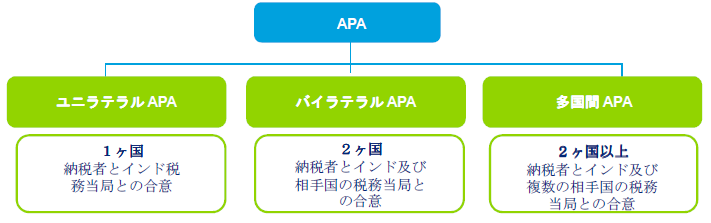 APA
ユニラテラル APA
バイラテラル APA
多国間 APA
1ヶ国
納税者とインド税
務当局との合意
2ヶ国
納税者とインド及び
相手国の税務当局と
の合意
2ヶ国以上
納税者とインド及び
複数の相手国の税務
当局との合意